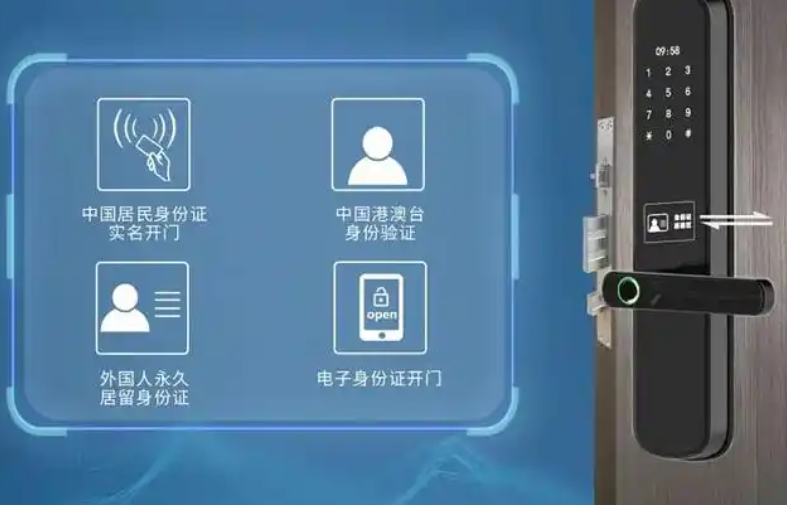 中国居民身份证
实名开门
中国港澳台
身份验证
外国人永久
居留身份证
open
电子身份证开门
09:58
1 2 3
4 5 6
7 8 9
* 0 #